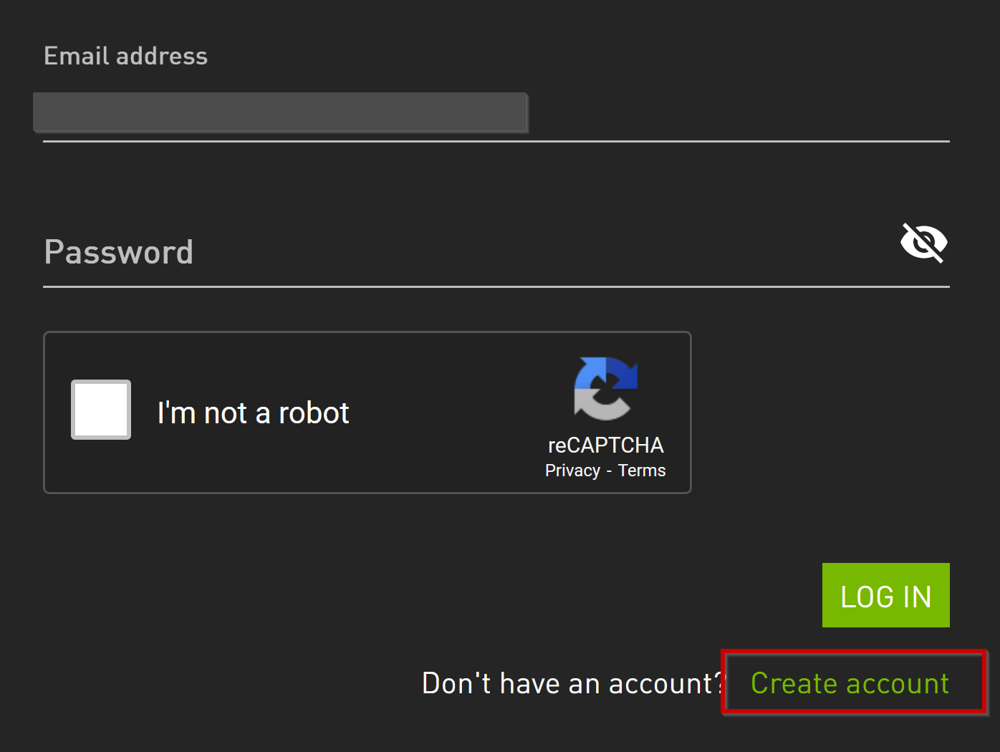 Email address
Password
I'm not a robot
reCAPTCHA
Privacy - Terms
LOG IN
Don't have an account? Create account